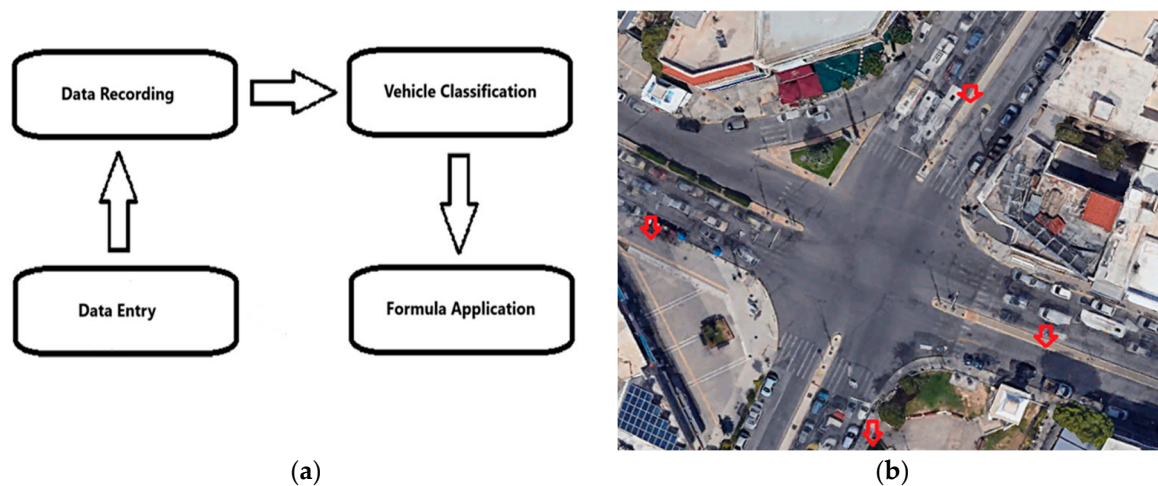 Data Recording
Vehicle Classification
Data Entry
Formula Application
(a)
(b)